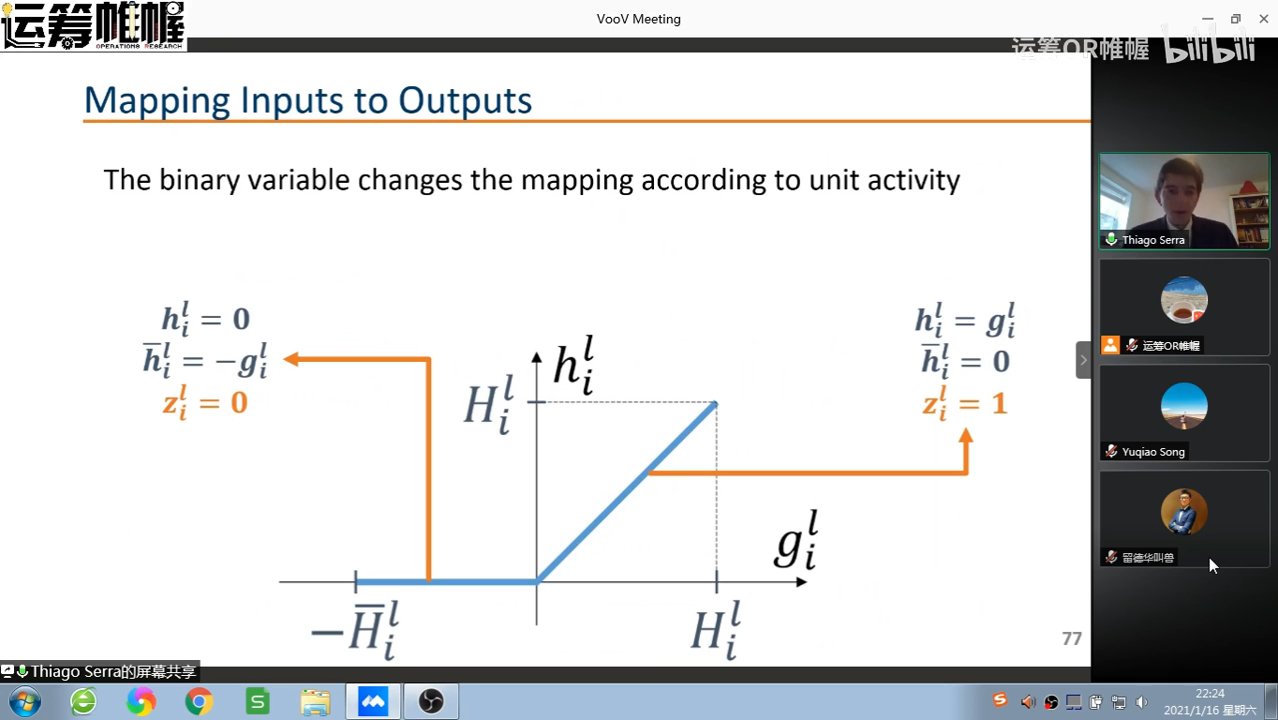 VooV Meeting
运筹帷幄
OPERATIONS RESEARCH
运筹OR帷幄 bilibili
Mapping Inputs to Outputs
The binary variable changes the mapping according to unit activity
h_i^l = 0
h̅_i^l = −g_i^l
z_i^l = 0
h_i^l = g_i^l
h̅_i^l = 0
z_i^l = 1
h_i^l
H_i^l
g_i^l
−H̅_i^l
H_i^l
77
Thiago Serra
运筹OR帷幄
Yuqiao Song
留德华叫兽
Thiago Serra的屏幕共享
22:24
2021/1/16 星期六